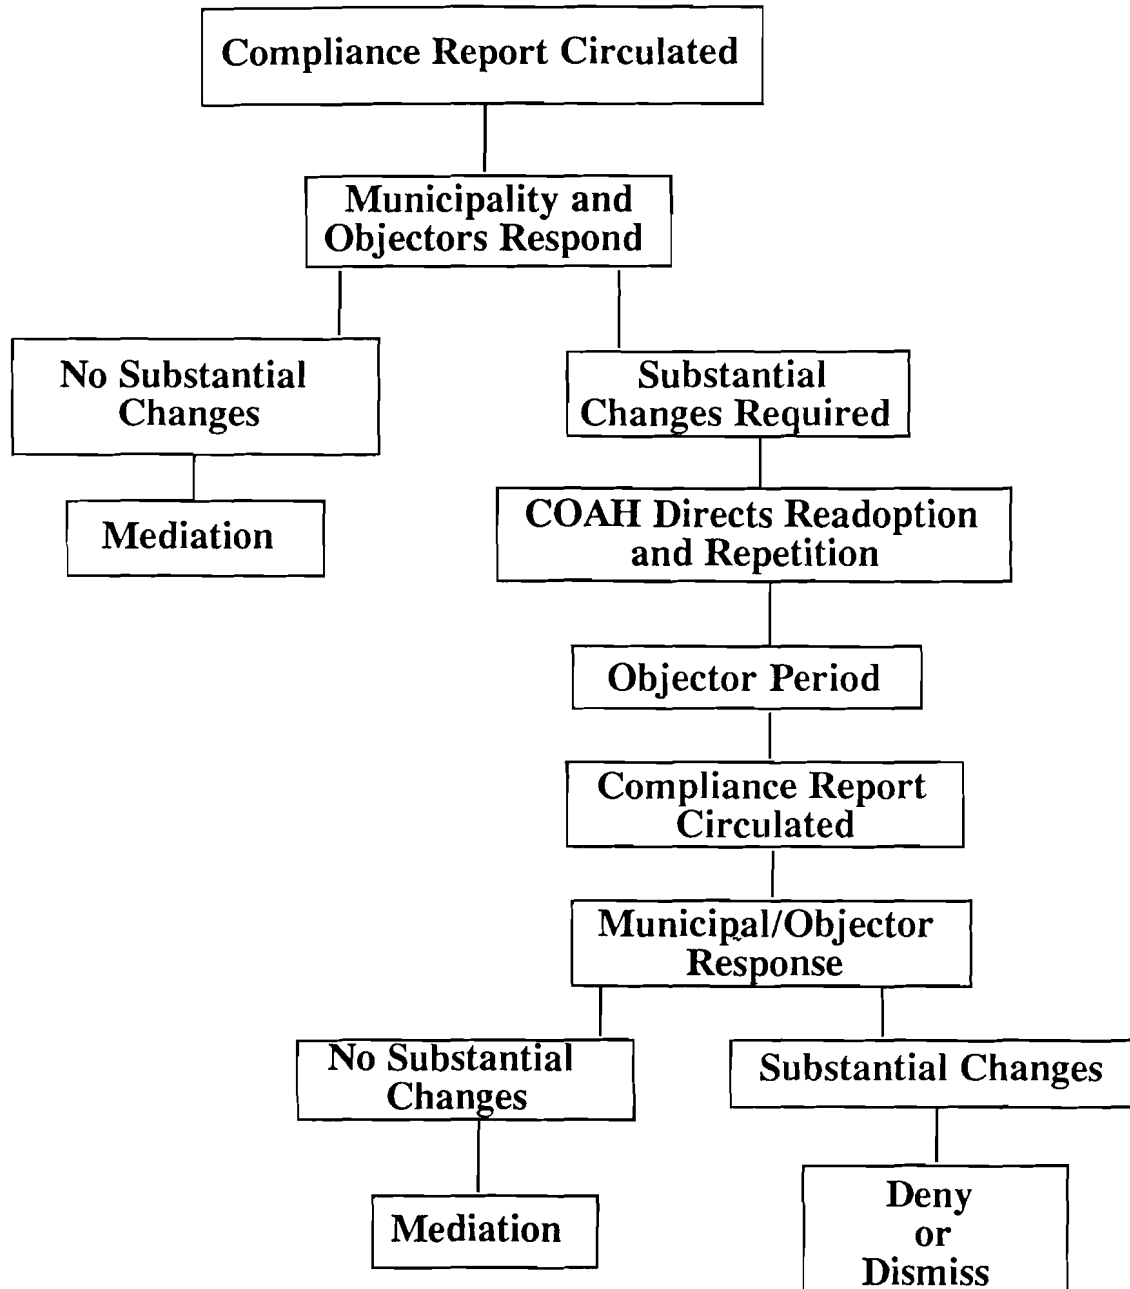 Compliance Report Circulated
Municipality and
Objectors Respond
No Substantial
Changes
Substantial
Changes Required
Mediation
COAH Directs Readoption
and Repetition
Objector Period
Compliance Report
Circulated
Municipal/Objector
Response
No Substantial
Changes
Substantial Changes
Mediation
Deny
or
Dismiss